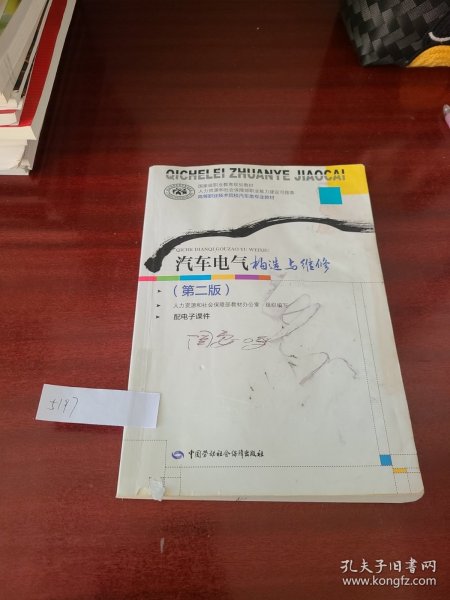 QICHELEI ZHUANYE JIAOCAI
国家级职业教育规划教材
人力资源和社会保障部职业能力建设司推荐
高等职业技术院校汽车类专业教材
QICHE DIANQI GOUZAO YU WEIXIU
汽车电气构造与维修
（第二版）
人力资源和社会保障部教材办公室 组织编写
配电子课件
5197
中国劳动社会保障出版社
孔夫子旧书网
www.kongfz.com